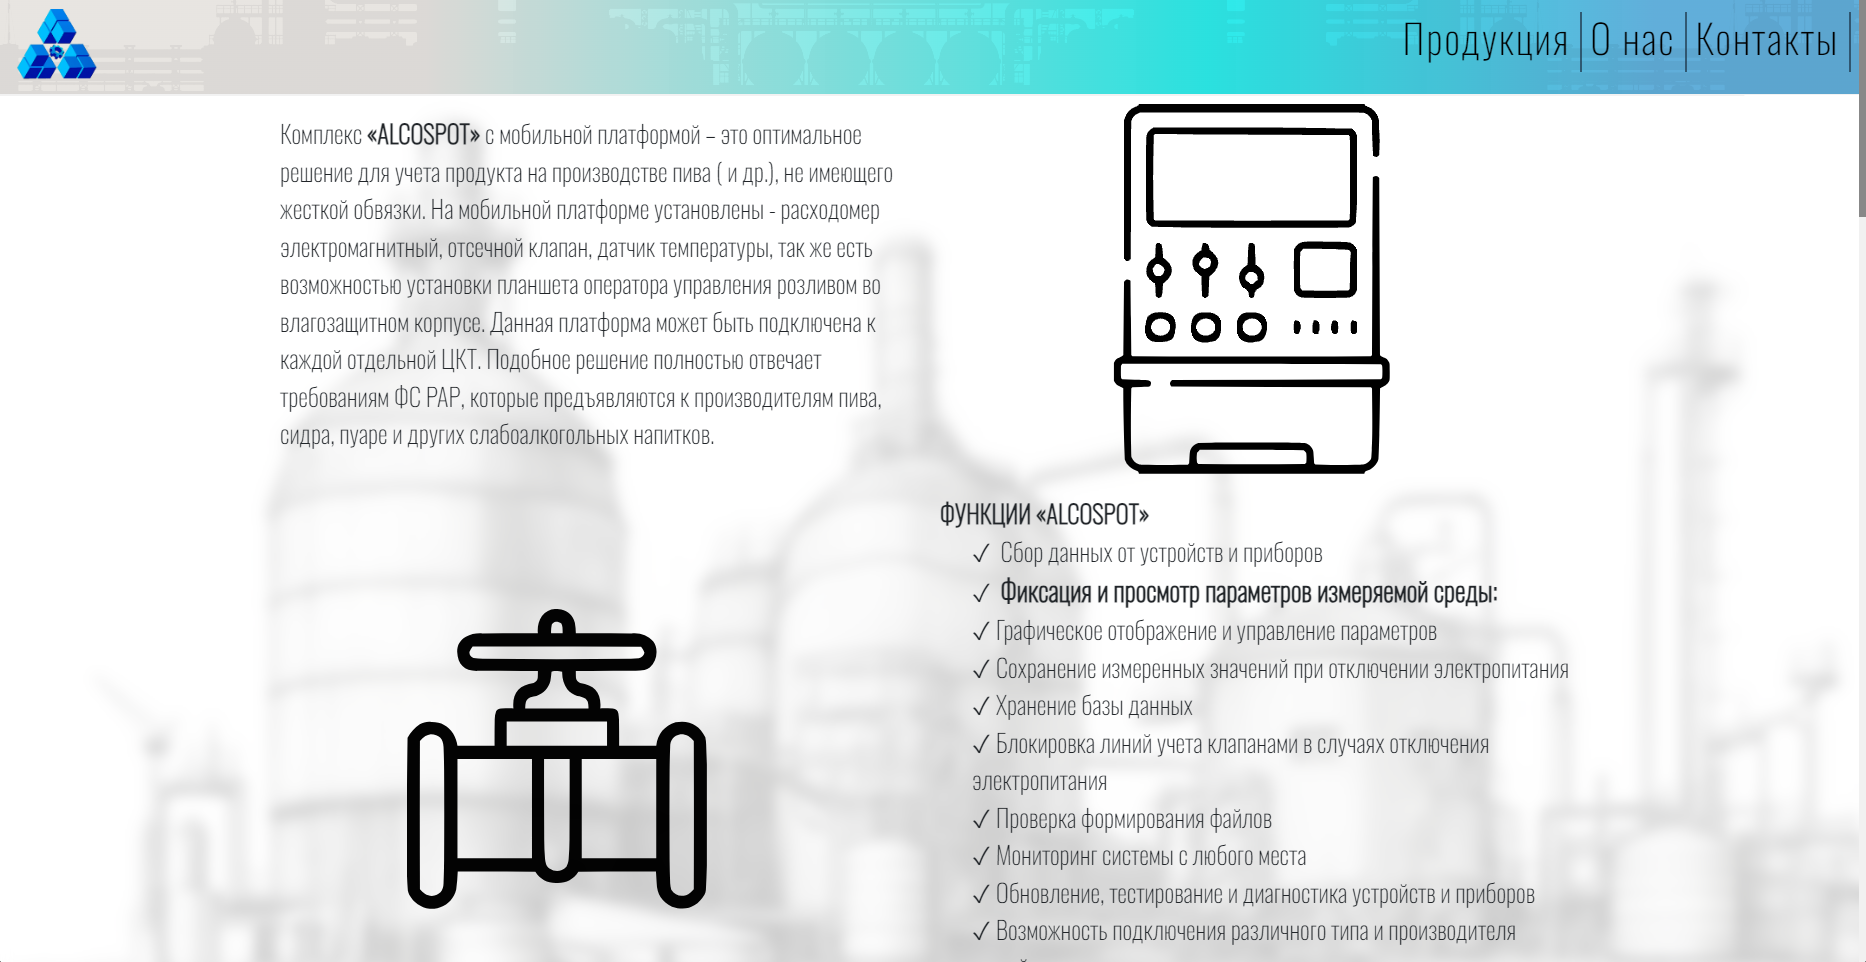 Продукция
О нас
Контакты
Комплекс «ALCOSPOT» с мобильной платформой – это оптимальное
решение для учета продукта на производстве пива ( и др.), не имеющего
жесткой обвязки. На мобильной платформе установлены - расходомер
электромагнитный, отсечной клапан, датчик температуры, так же есть
возможностью установки планшета оператора управления розливом во
влагозащитном корпусе. Данная платформа может быть подключена к
каждой отдельной ЦКТ. Подобное решение полностью отвечает
требованиям ФС РАР, которые предъявляются к производителям пива,
сидра, пуаре и других слабоалкогольных напитков.
ФУНКЦИИ «ALCOSPOT»
✓ Сбор данных от устройств и приборов
✓ Фиксация и просмотр параметров измеряемой среды:
✓ Графическое отображение и управление параметров
✓ Сохранение измеренных значений при отключении электропитания
✓ Хранение базы данных
✓ Блокировка линий учета клапанами в случаях отключения
электропитания
✓ Проверка формирования файлов
✓ Мониторинг системы с любого места
✓ Обновление, тестирование и диагностика устройств и приборов
✓ Возможность подключения различного типа и производителя